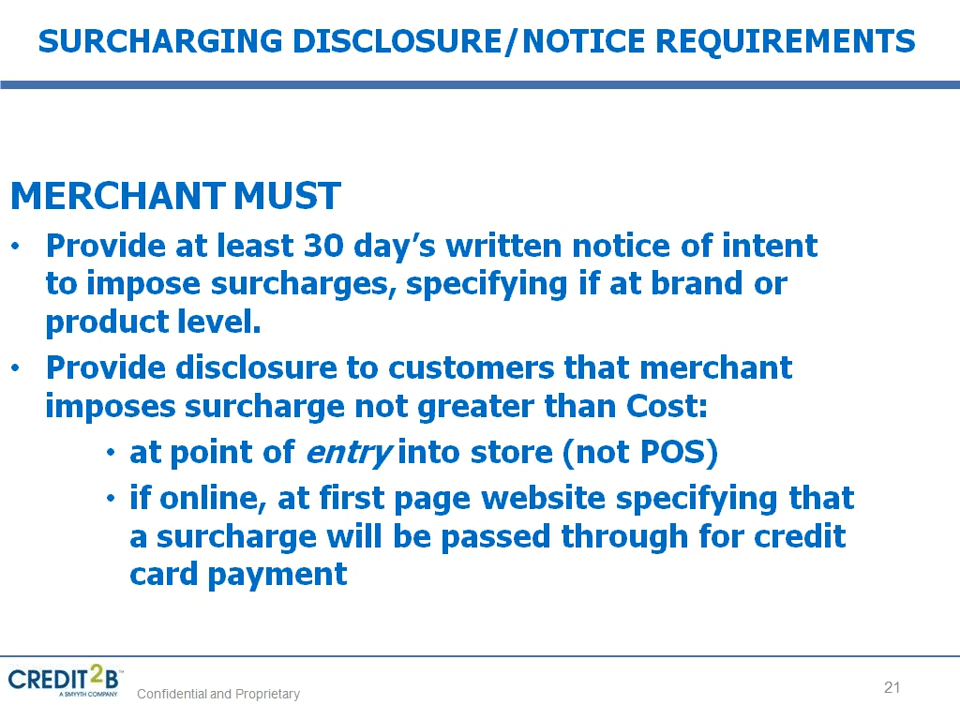 SURCHARGING DISCLOSURE/NOTICE REQUIREMENTS
MERCHANT MUST
• Provide at least 30 day’s written notice of intent
to impose surcharges, specifying if at brand or
product level.
• Provide disclosure to customers that merchant
imposes surcharge not greater than Cost:
• at point of entry into store (not POS)
• if online, at first page website specifying that
a surcharge will be passed through for credit
card payment
CREDIT2B™
A SMYYTH COMPANY
Confidential and Proprietary
21